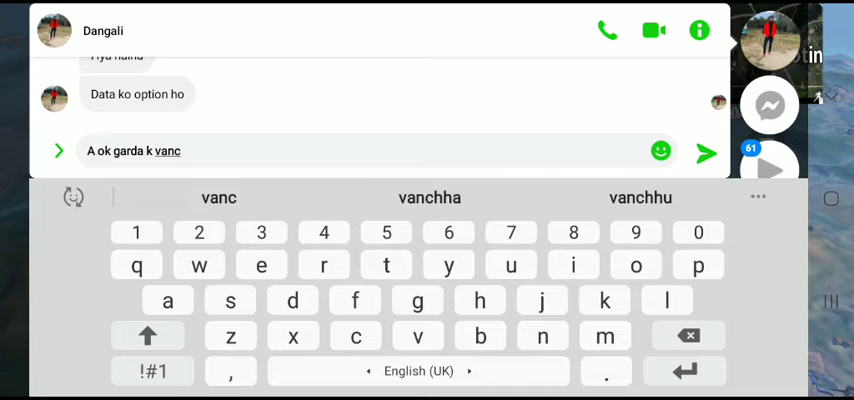 Dangali
Data ko option ho
A ok garda k vanc
61
vanc vanchha vanchhu
1 2 3 4 5 6 7 8 9 0
q w e r t y u i o p
a s d f g h j k l
z x c v b n m
!#1 , English (UK) .